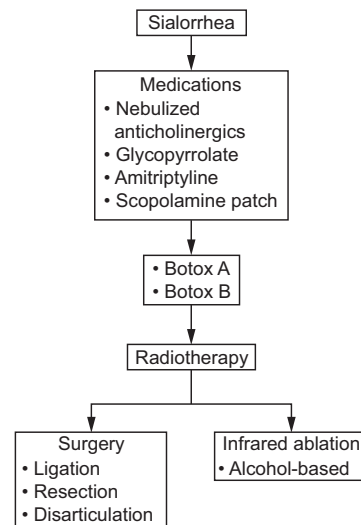 Sialorrhea
Medications
• Nebulized
anticholinergics
• Glycopyrrolate
• Amitriptyline
• Scopolamine patch
• Botox A
• Botox B
Radiotherapy
Surgery
• Ligation
• Resection
• Disarticulation
Infrared ablation
• Alcohol-based